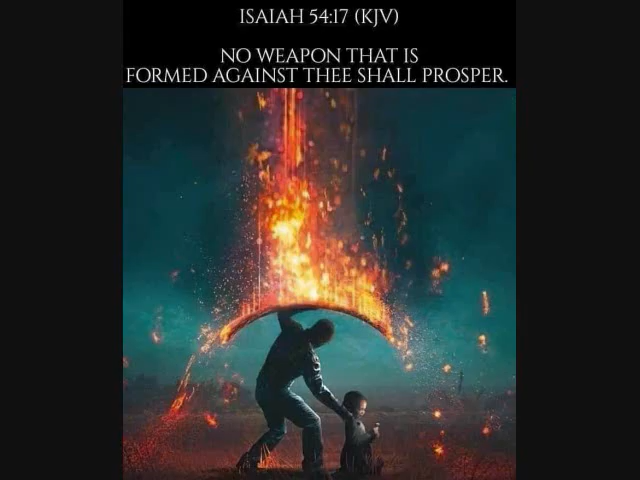 ISAIAH 54:17 (KJV)
NO WEAPON THAT IS
FORMED AGAINST THEE SHALL PROSPER.